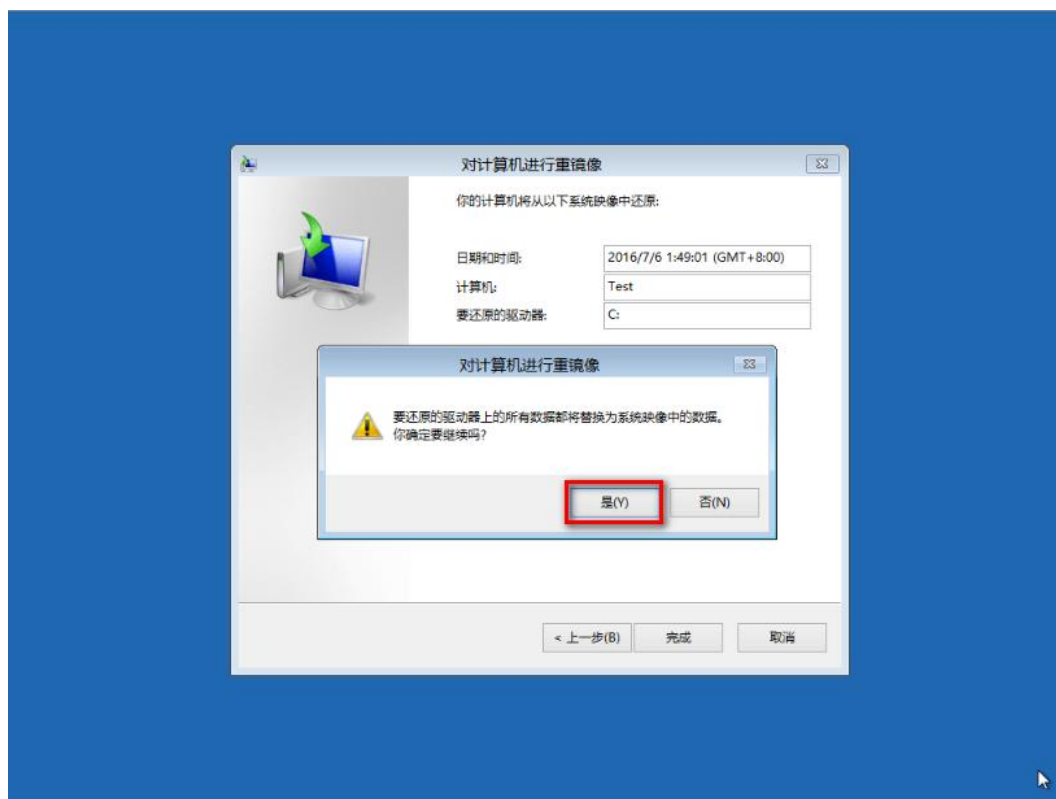 对计算机进行重镜像
你的计算机将从以下系统映像中还原:
日期和时间: 2016/7/6 1:49:01 (GMT+8:00)
计算机: Test
要还原的驱动器: C:
对计算机进行重镜像
要还原的驱动器上的所有数据都将替换为系统映像中的数据。
你确定要继续吗?
是(Y) 否(N)
< 上一步(B) 完成 取消